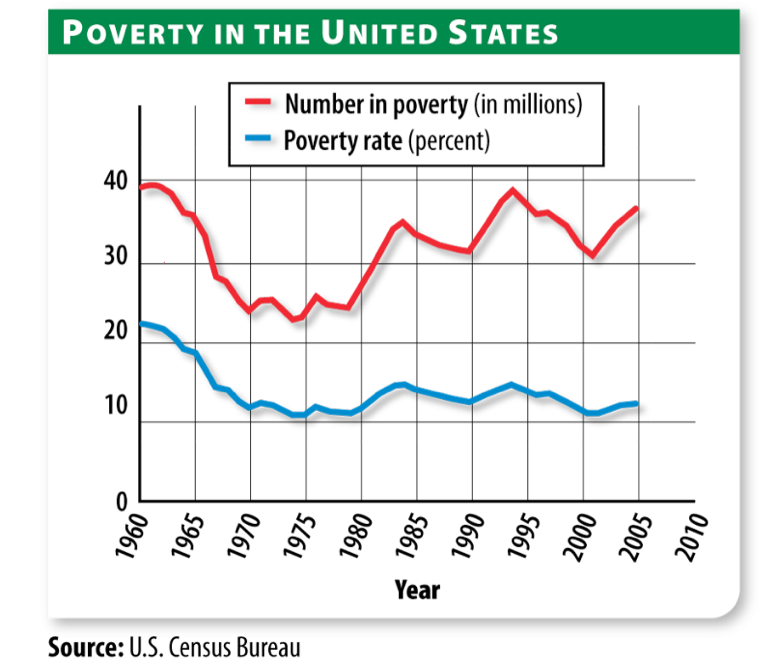 POVERTY IN THE UNITED STATES
Number in poverty (in millions)
Poverty rate (percent)
40
30
20
10
0
1960 1965 1970 1975 1980 1985 1990 1995 2000 2005 2010
Year
Source: U.S. Census Bureau